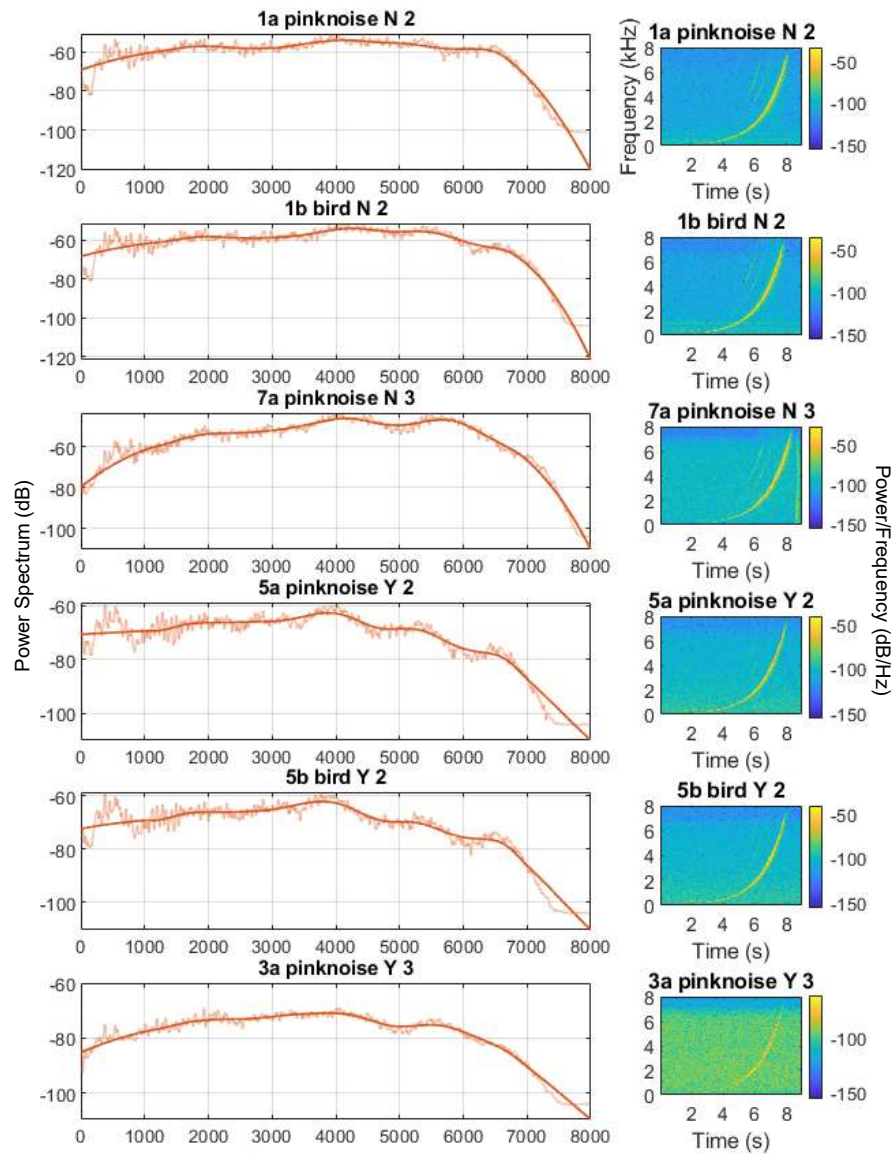 1a pinknoise N 2
-60
-80
-100
-120
0 1000 2000 3000 4000 5000 6000 7000 8000
1a pinknoise N 2
Frequency (kHz)
8
6
4
2
0
2 4 6 8
Time (s)
-50
-100
-150
1b bird N 2
-60
-80
-100
-120
0 1000 2000 3000 4000 5000 6000 7000 8000
1b bird N 2
8
6
4
2
0
2 4 6 8
Time (s)
-50
-100
-150
7a pinknoise N 3
-60
-80
-100
0 1000 2000 3000 4000 5000 6000 7000 8000
7a pinknoise N 3
8
6
4
2
0
2 4 6 8
Time (s)
-50
-100
-150
Power Spectrum (dB)
Power/Frequency (dB/Hz)
5a pinknoise Y 2
-60
-80
-100
0 1000 2000 3000 4000 5000 6000 7000 8000
5a pinknoise Y 2
8
6
4
2
0
2 4 6 8
Time (s)
-50
-100
-150
5b bird Y 2
-60
-80
-100
0 1000 2000 3000 4000 5000 6000 7000 8000
5b bird Y 2
8
6
4
2
0
2 4 6 8
Time (s)
-50
-100
-150
3a pinknoise Y 3
-60
-80
-100
0 1000 2000 3000 4000 5000 6000 7000 8000
3a pinknoise Y 3
8
6
4
2
0
2 4 6 8
Time (s)
-100
-150